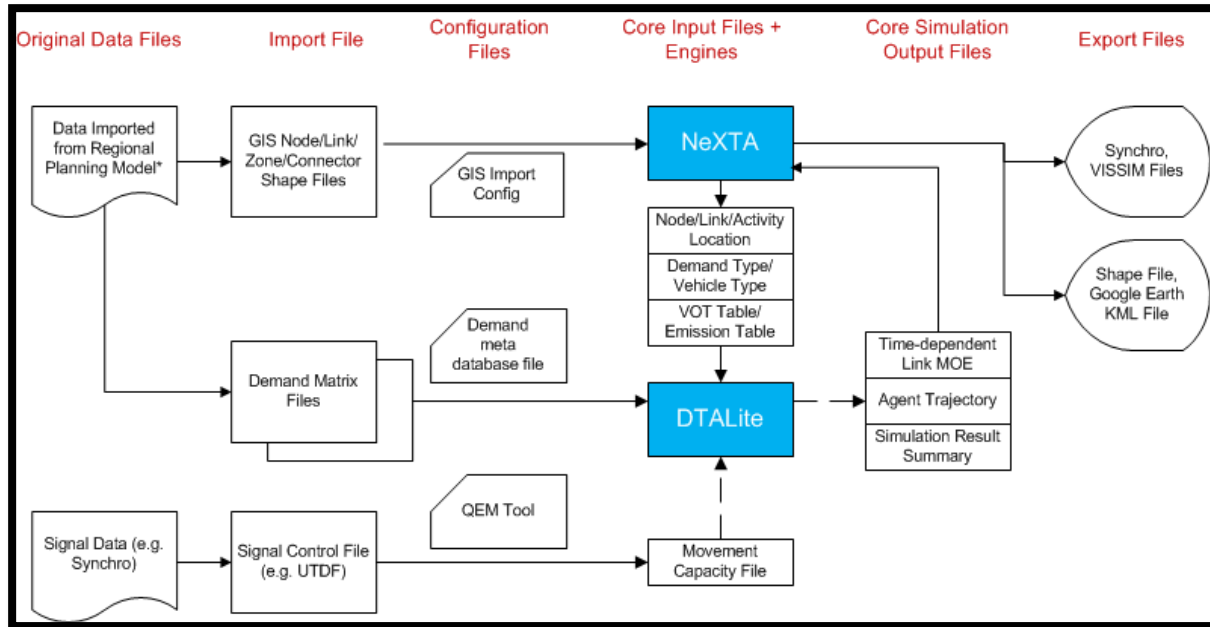 Original Data Files
Import File
Configuration
Files
Core Input Files +
Engines
Core Simulation
Output Files
Export Files
Data Imported
from Regional
Planning Model*
GIS Node/Link/
Zone/Connector
Shape Files
GIS Import
Config
NeXTA
Synchro,
VISSIM Files
Node/Link/Activity
Location
Demand Type/
Vehicle Type
VOT Table/
Emission Table
Shape File,
Google Earth
KML File
Demand Matrix
Files
Demand
meta
database file
DTALite
Time-dependent
Link MOE
Agent Trajectory
Simulation Result
Summary
Signal Data (e.g.
Synchro)
Signal Control File
(e.g. UTDF)
QEM Tool
Movement
Capacity File